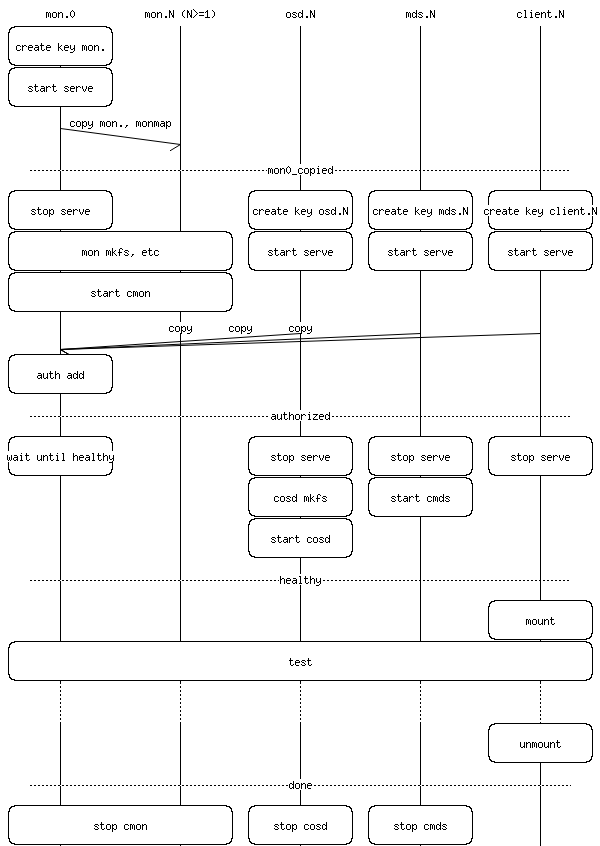 mon.0 mon.N (N>=1) osd.N mds.N client.N
create key mon.
start serve
copy mon., monmap
mon0_copied
stop serve create key osd.N create key mds.N create key client.N
mon mkfs, etc start serve start serve start serve
start cmon
copy copy copy
auth add
authorized
wait until healthy stop serve stop serve stop serve
cosd mkfs start cmds
start cosd
healthy
mount
test
unmount
done
stop cmon stop cosd stop cmds